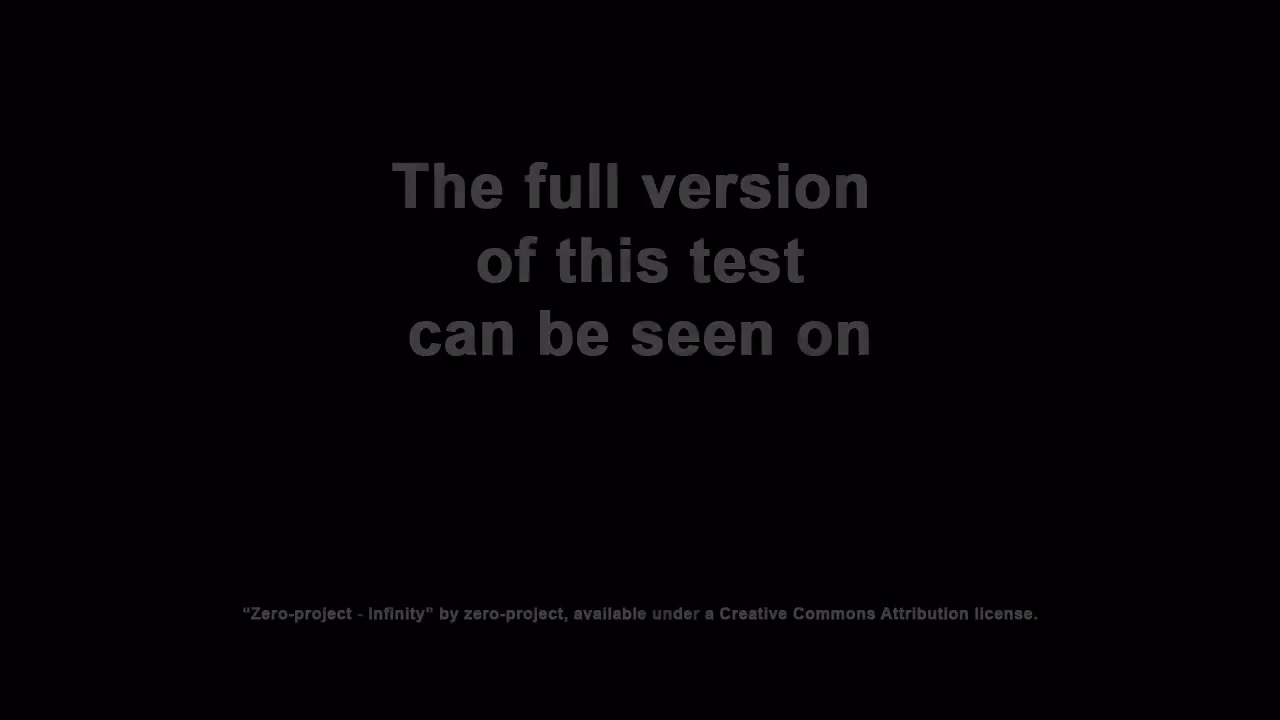 The full version
of this test
can be seen on
“Zero-project - Infinity” by zero-project, available under a Creative Commons Attribution license.